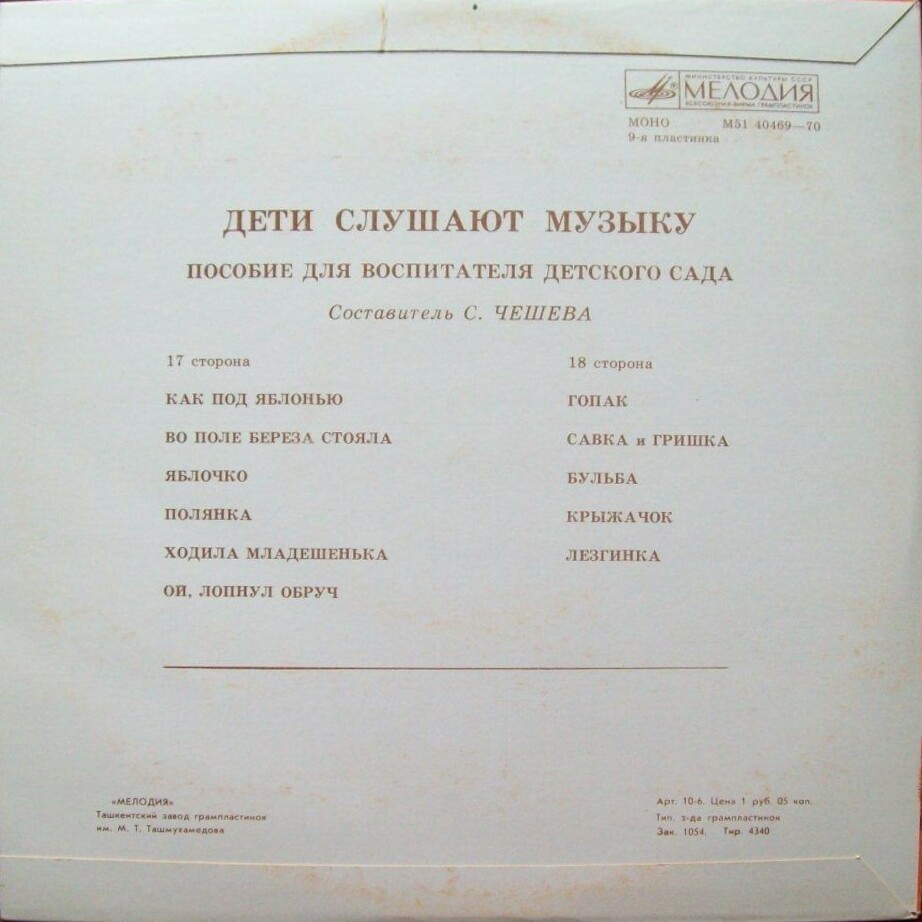 МИНИСТЕРСТВО КУЛЬТУРЫ СССР
МЕЛОДИЯ
ВСЕСОЮЗНАЯ ФИРМА ГРАМПЛАСТИНОК
МОНО М51 40469—70
9-я пластинка
ДЕТИ СЛУШАЮТ МУЗЫКУ
ПОСОБИЕ ДЛЯ ВОСПИТАТЕЛЯ ДЕТСКОГО САДА
Составитель С. ЧЕШЕВА
17 сторона
КАК ПОД ЯБЛОНЬЮ
ВО ПОЛЕ БЕРЕЗА СТОЯЛА
ЯБЛОЧКО
ПОЛЯНКА
ХОДИЛА МЛАДЕШЕНЬКА
ОЙ, ЛОПНУЛ ОБРУЧ
18 сторона
ГОПАК
САВКА и ГРИШКА
БУЛЬБА
КРЫЖАЧОК
ЛЕЗГИНКА
«МЕЛОДИЯ»
Ташкентский завод грампластинок
им. М. Т. Ташмухамедова
Арт. 10-6. Цена 1 руб. 05 коп.
Тип. з-да грампластинок
Зак. 1054. Тир. 4340